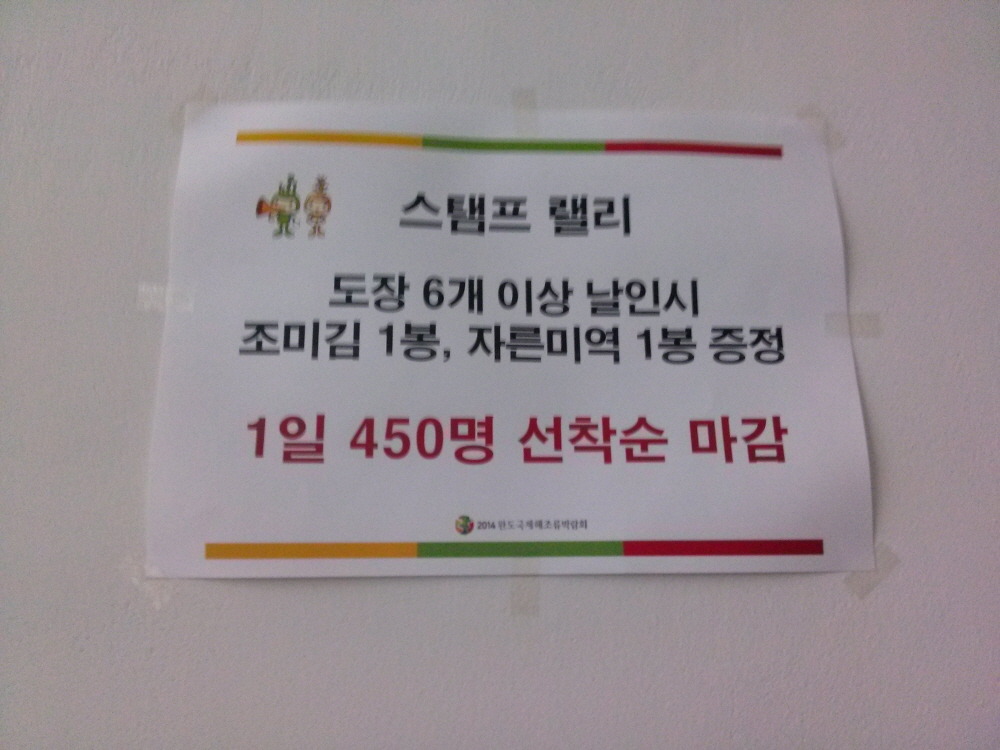 스탬프 랠리
도장 6개 이상 날인시
조미김 1봉, 자른미역 1봉 증정
1일 450명 선착순 마감
2014 완도국제해조류박람회